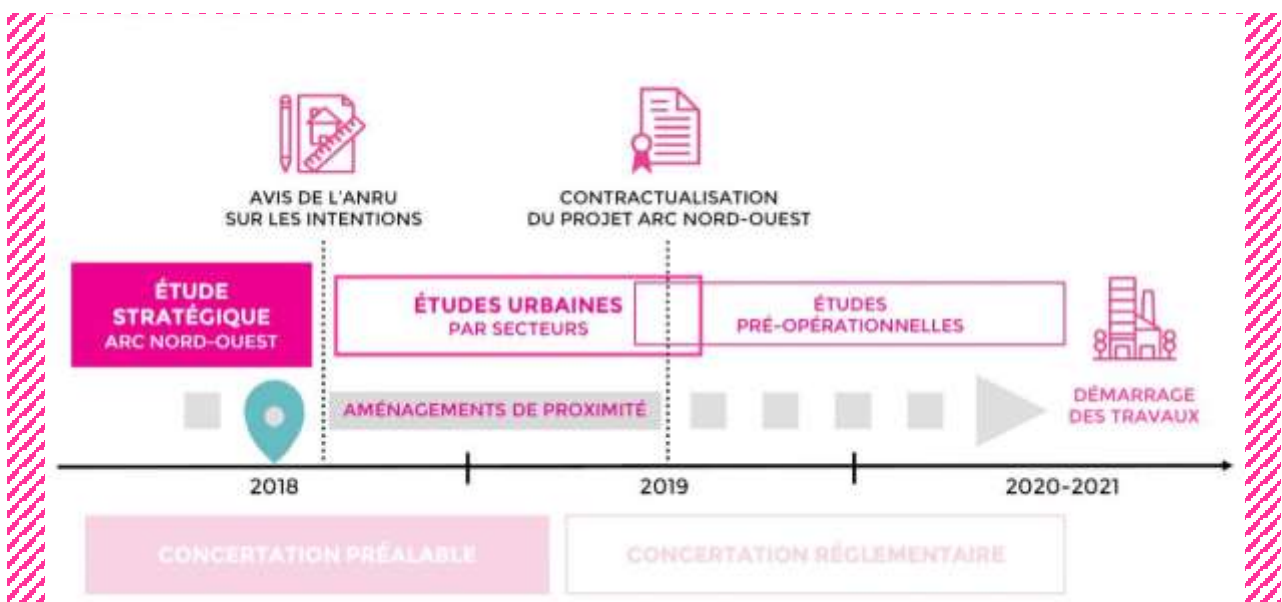 AVIS DE L'ANRU
SUR LES INTENTIONS
CONTRACTUALISATION
DU PROJET ARC NORD-OUEST
ÉTUDE
STRATÉGIQUE
ARC NORD-OUEST
ÉTUDES URBAINES
PAR SECTEURS
ÉTUDES
PRÉ-OPÉRATIONNELLES
AMÉNAGEMENTS DE PROXIMITÉ
DÉMARRAGE
DES TRAVAUX
2018
2019
2020-2021
CONCERTATION PRÉALABLE
CONCERTATION RÉGLEMENTAIRE